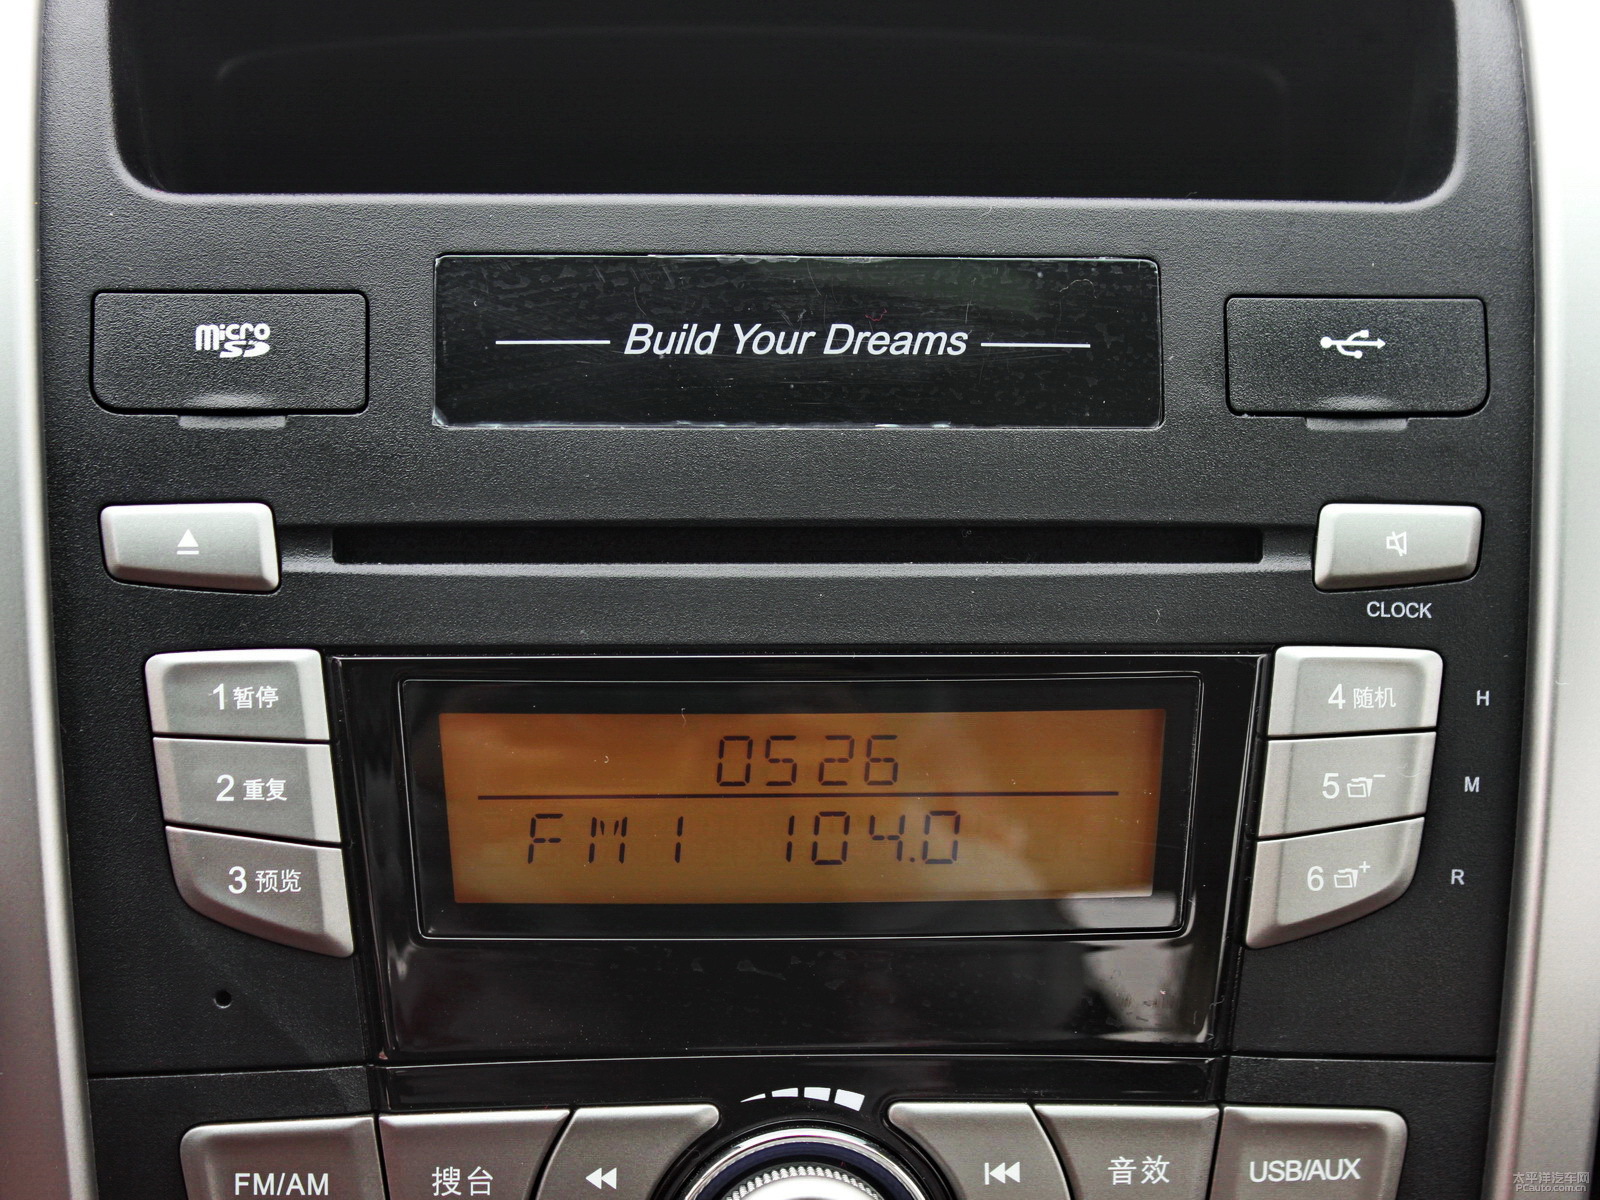 micro SD
Build Your Dreams
CLOCK
1 暂停
4 随机
H
0526
2 重复
5 -
M
FM1 104.0
3 预览
6 +
R
FM/AM
搜台
音效
USB/AUX
太平洋汽车网
PCauto.com.cn